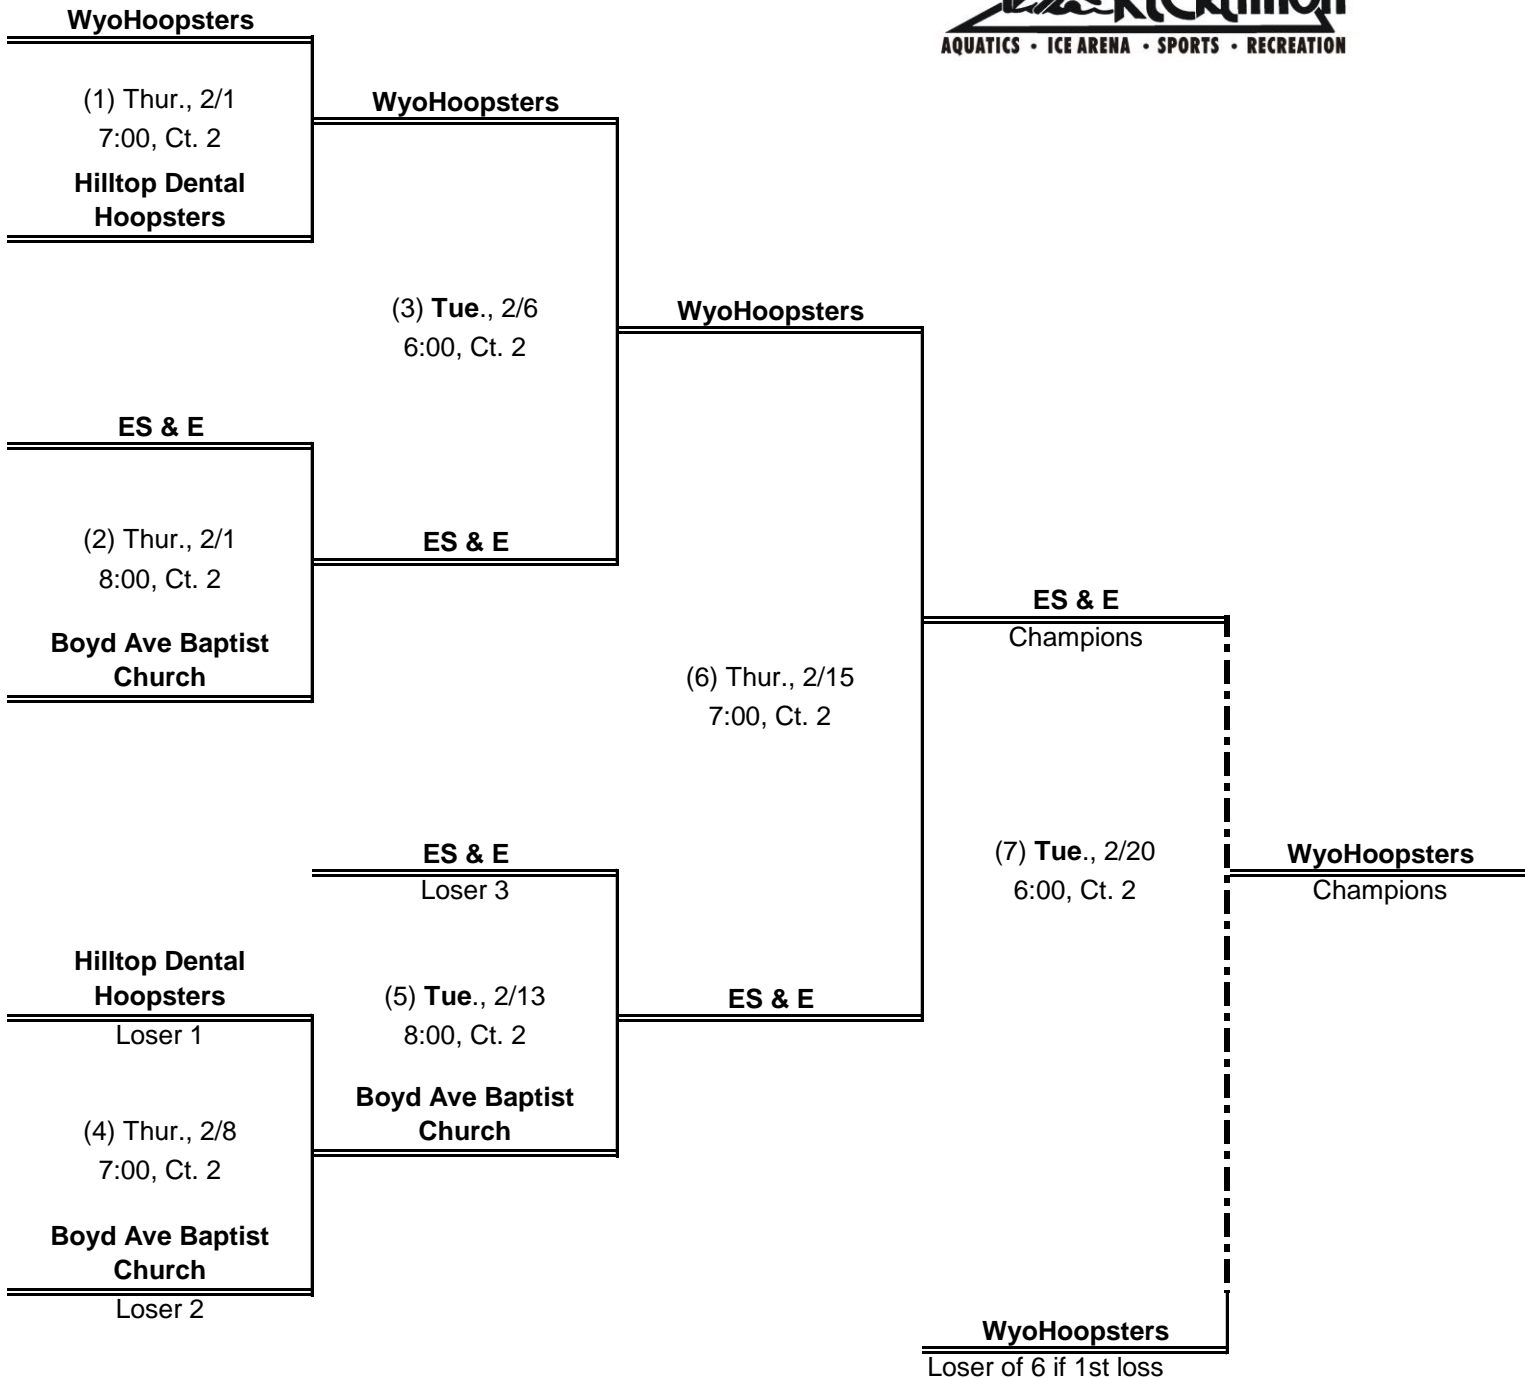 WyoHoopsters
Recreation
AQUATICS • ICE ARENA • SPORTS • RECREATION
(1) Thur., 2/1
7:00, Ct. 2
WyoHoopsters
Hilltop Dental
Hoopsters
(3) Tue., 2/6
6:00, Ct. 2
WyoHoopsters
ES & E
(2) Thur., 2/1
8:00, Ct. 2
ES & E
Boyd Ave Baptist
Church
(6) Thur., 2/15
7:00, Ct. 2
ES & E
Champions
ES & E
Loser 3
(7) Tue., 2/20
6:00, Ct. 2
WyoHoopsters
Champions
Hilltop Dental
Hoopsters
Loser 1
(5) Tue., 2/13
8:00, Ct. 2
ES & E
(4) Thur., 2/8
7:00, Ct. 2
Boyd Ave Baptist
Church
Boyd Ave Baptist
Church
Loser 2
WyoHoopsters
Loser of 6 if 1st loss